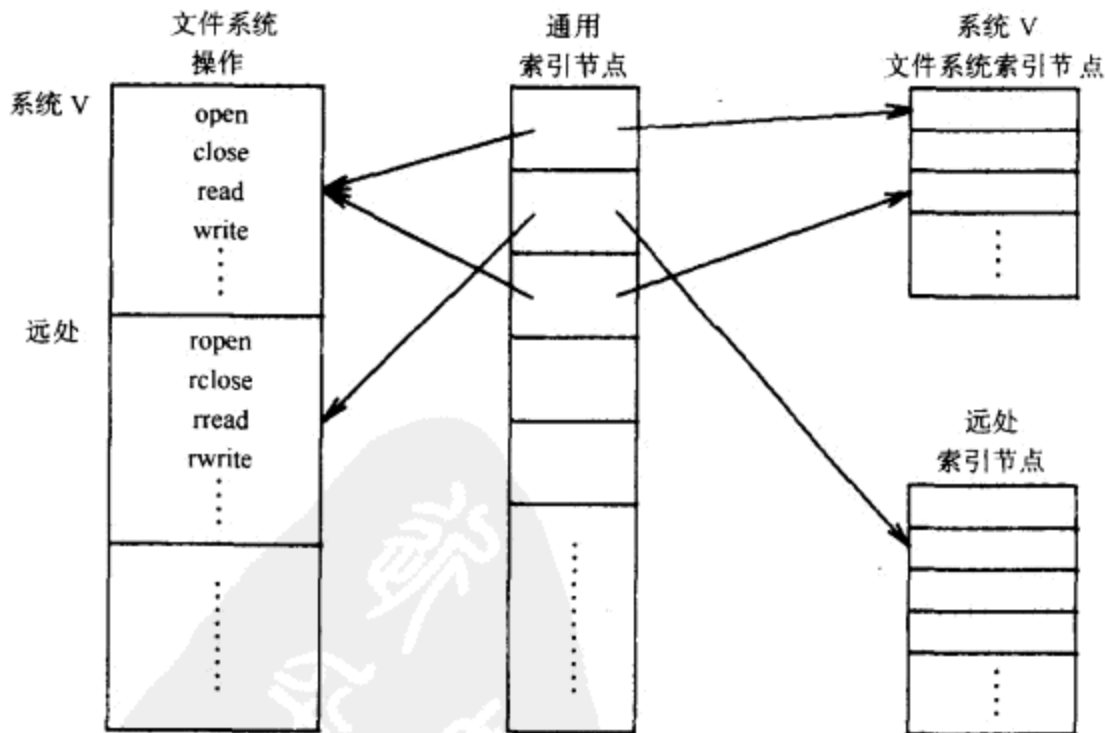 文件系统
操作
通用
索引节点
系统 V
文件系统索引节点
系统 V
open
close
read
write
远处
ropen
rclose
rread
rwrite
远处
索引节点